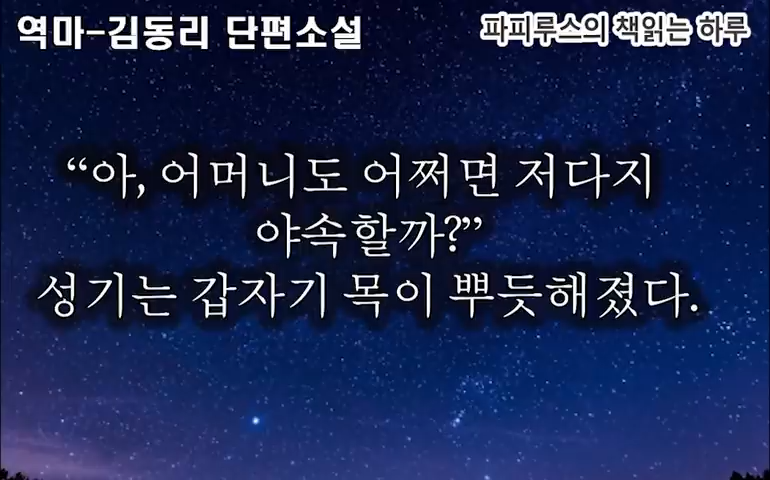 역마-김동리 단편소설
파피루스의 책읽는 하루
“아, 어머니도 어쩌면 저다지
야속할까?”
성기는 갑자기 목이 뿌듯해졌다.